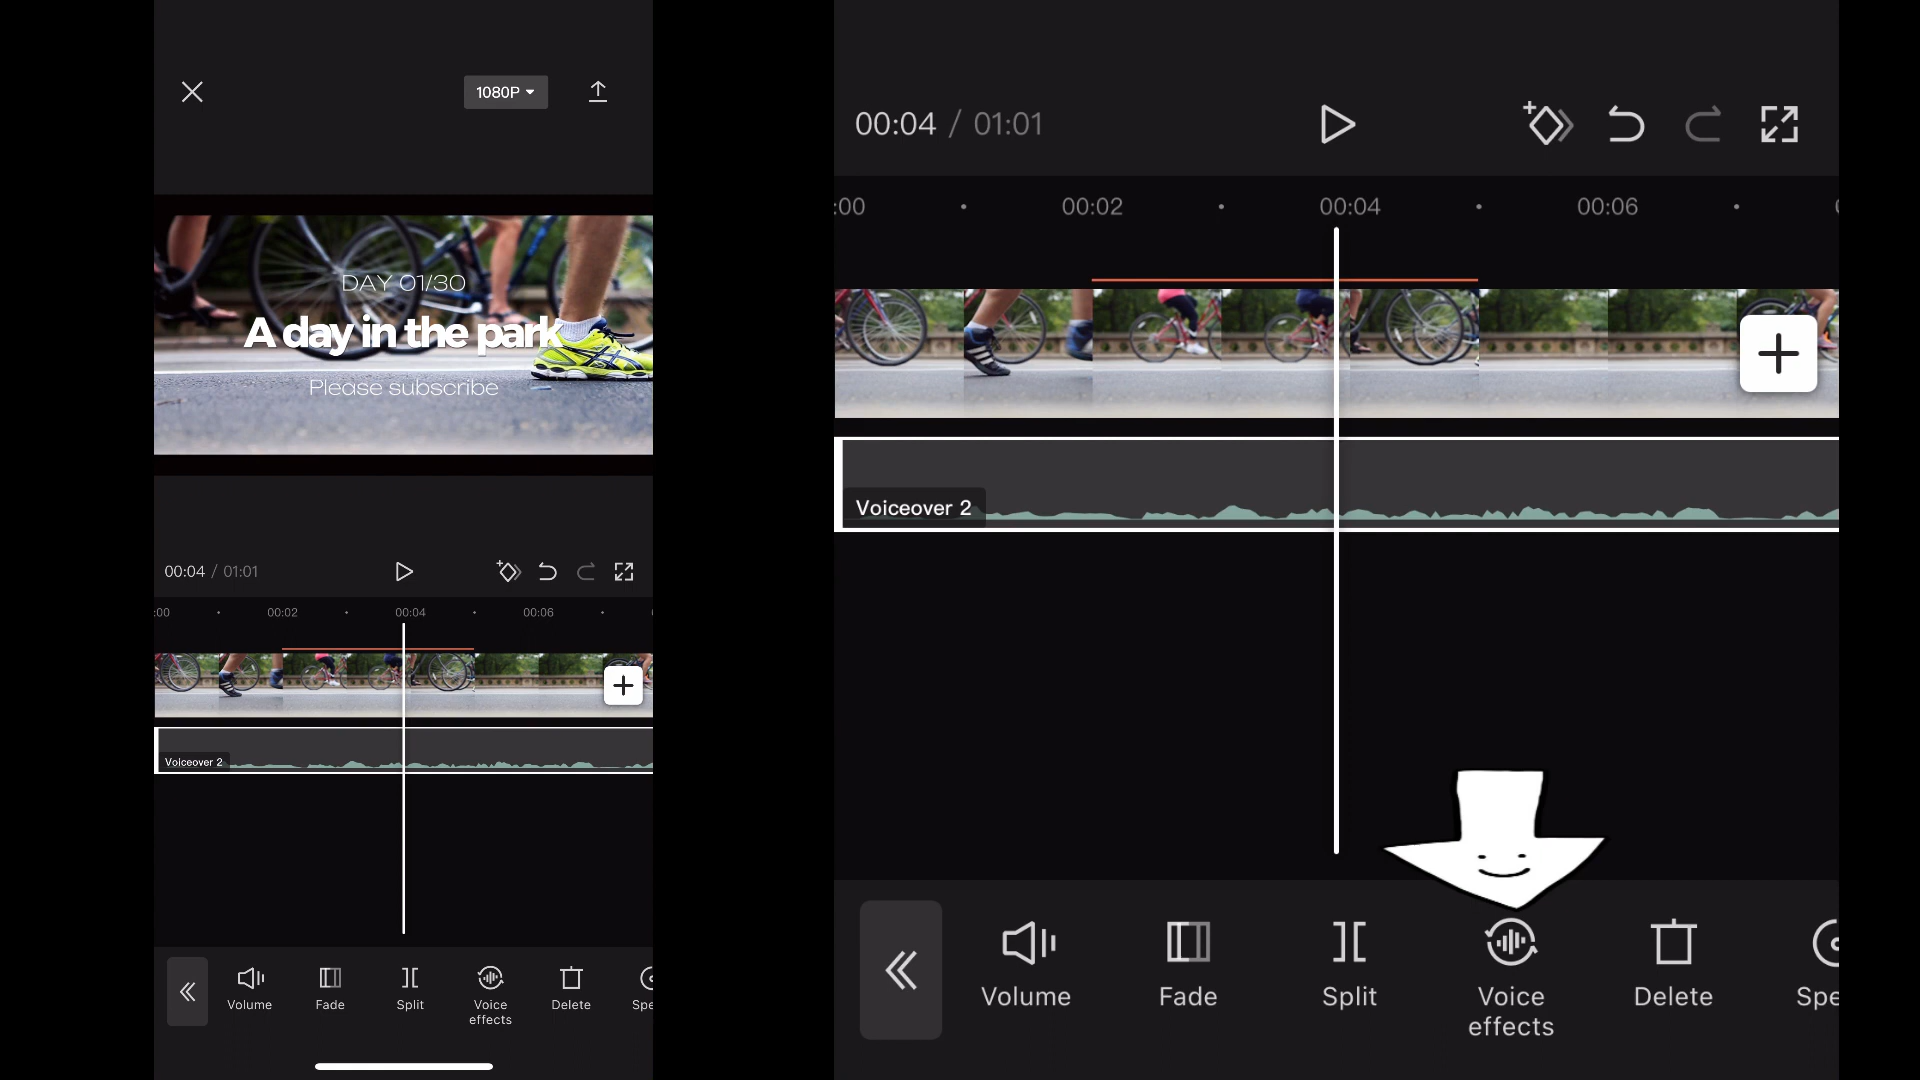 1080P
DAY 01/30
A day in the park
Please subscribe
00:04 / 01:01
:00 00:02 00:04 00:06
Voiceover 2
Volume
Fade
Split
Voice
effects
Delete
Spe
00:04 / 01:01
:00 00:02 00:04 00:06
Voiceover 2
Volume
Fade
Split
Voice
effects
Delete
Spe